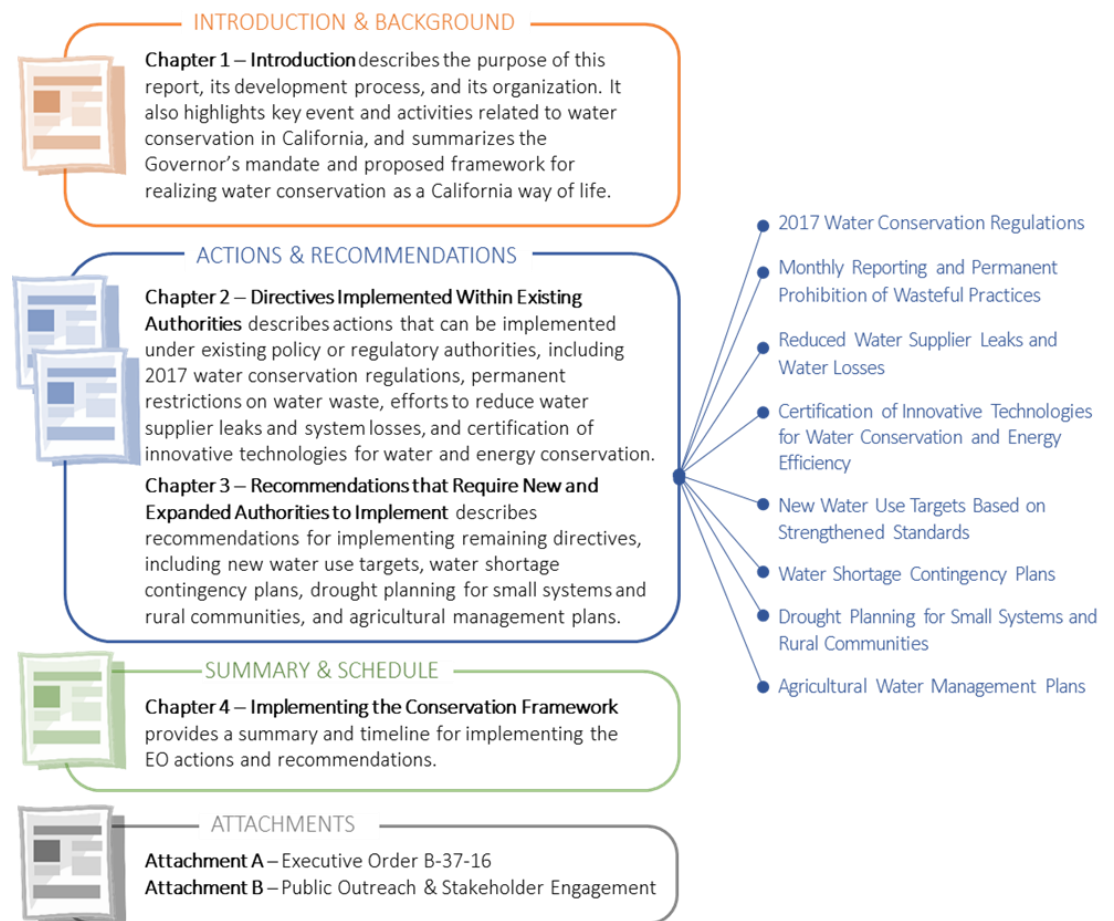 INTRODUCTION & BACKGROUND
Chapter 1 – Introduction describes the purpose of this
report, its development process, and its organization. It
also highlights key event and activities related to water
conservation in California, and summarizes the
Governor's mandate and proposed framework for
realizing water conservation as a California way of life.
ACTIONS & RECOMMENDATIONS
Chapter 2 – Directives Implemented Within Existing
Authorities describes actions that can be implemented
under existing policy or regulatory authorities, including
2017 water conservation regulations, permanent
restrictions on water waste, efforts to reduce water
supplier leaks and system losses, and certification of
innovative technologies for water and energy conservation.
Chapter 3 – Recommendations that Require New and
Expanded Authorities to Implement describes
recommendations for implementing remaining directives,
including new water use targets, water shortage
contingency plans, drought planning for small systems and
rural communities, and agricultural management plans.
2017 Water Conservation Regulations
Monthly Reporting and Permanent
Prohibition of Wasteful Practices
Reduced Water Supplier Leaks and
Water Losses
Certification of Innovative Technologies
for Water Conservation and Energy
Efficiency
New Water Use Targets Based on
Strengthened Standards
Water Shortage Contingency Plans
Drought Planning for Small Systems and
Rural Communities
Agricultural Water Management Plans
SUMMARY & SCHEDULE
Chapter 4 – Implementing the Conservation Framework
provides a summary and timeline for implementing the
EO actions and recommendations.
ATTACHMENTS
Attachment A – Executive Order B-37-16
Attachment B – Public Outreach & Stakeholder Engagement